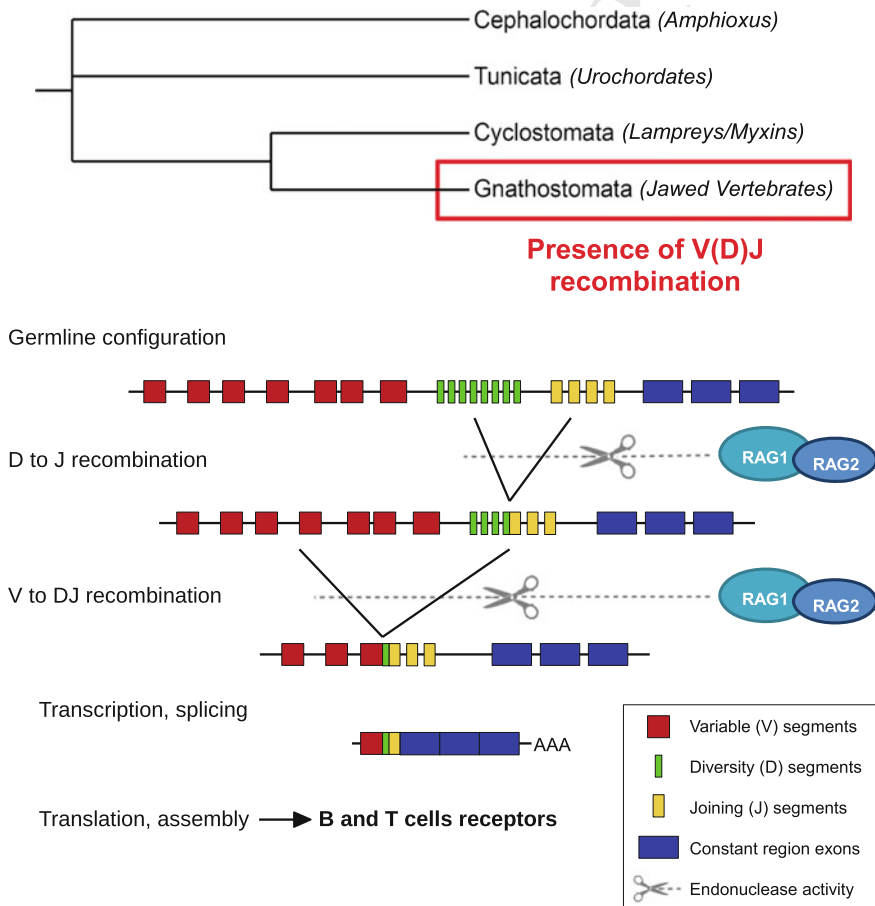 Cephalochordata (Amphioxus)
Tunicata (Urochordates)
Cyclostomata (Lampreys/Myxins)
Gnathostomata (Jawed Vertebrates)
Presence of V(D)J
recombination
Germline configuration
D to J recombination
RAG1
RAG2
V to DJ recombination
RAG1
RAG2
Transcription, splicing
AAA
Translation, assembly
B and T cells receptors
Variable (V) segments
Diversity (D) segments
Joining (J) segments
Constant region exons
Endonuclease activity